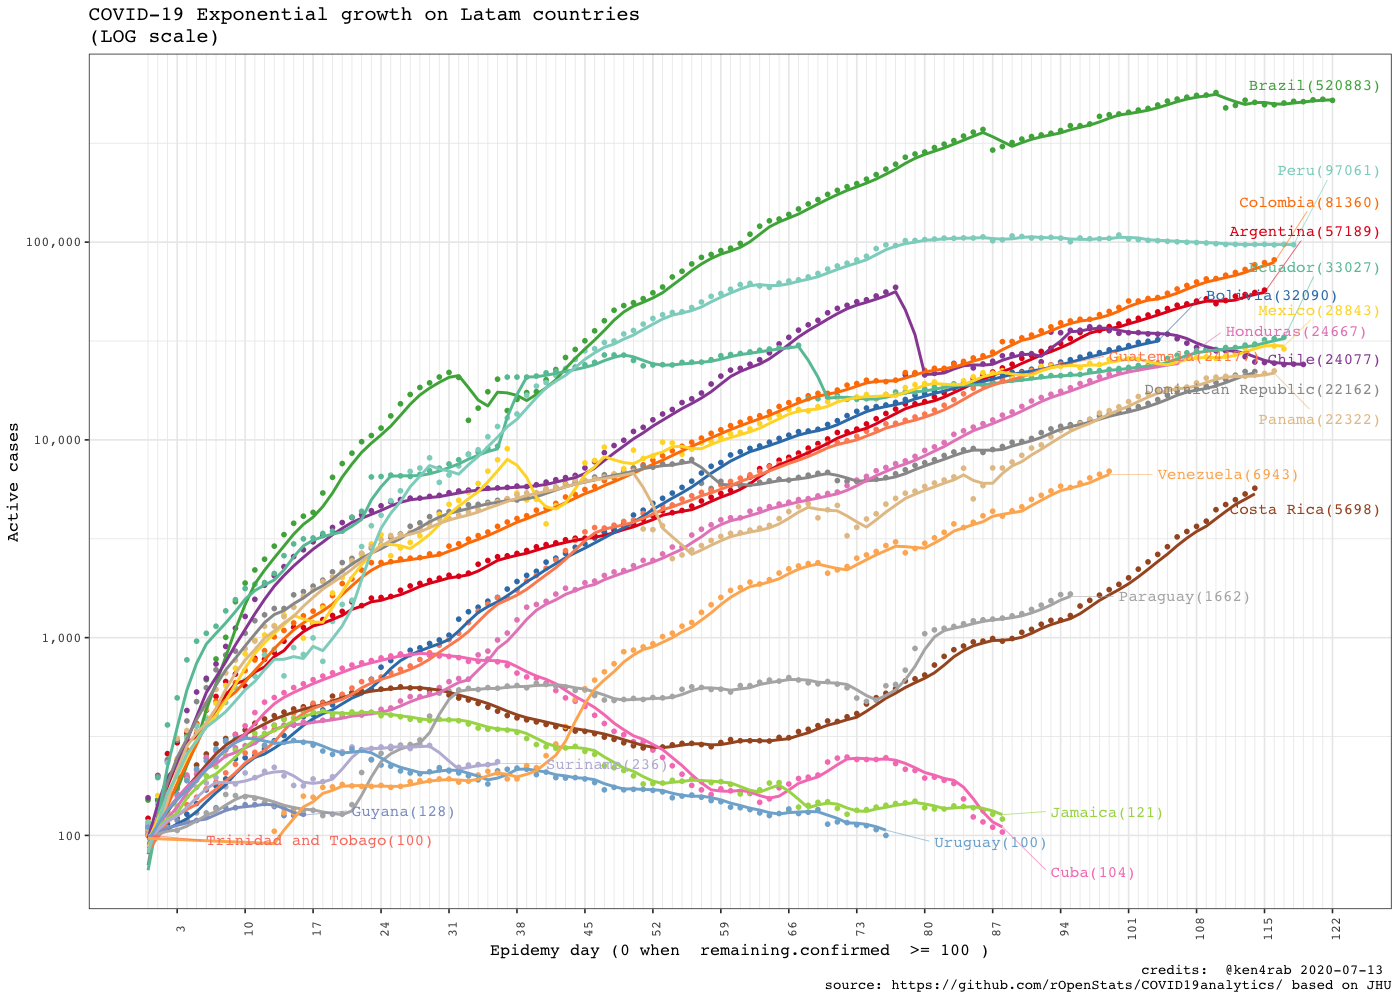 COVID-19 Exponential growth on Latam countries
(LOG scale)
Brazil(520883)
Peru(97061)
Colombia(81360)
Argentina(57189)
Ecuador(33027)
Bolivia(32090)
Mexico(28843)
Honduras(24667)
Chile(24077)
Dominican Republic(22162)
Panama(22322)
Venezuela(6943)
Costa Rica(5698)
Paraguay(1662)
Suriname(236)
Guyana(128)
Jamaica(121)
Trinidad and Tobago(100)
Uruguay(100)
Cuba(104)
Active cases
100,000
10,000
1,000
100
3 10 17 24 31 38 45 52 59 66 73 80 87 94 101 108 115 122
Epidemy day (0 when remaining.confirmed >= 100 )
credits: @ken4rab 2020-07-13
source: https://github.com/rOpenStats/COVID19analytics/ based on JHU